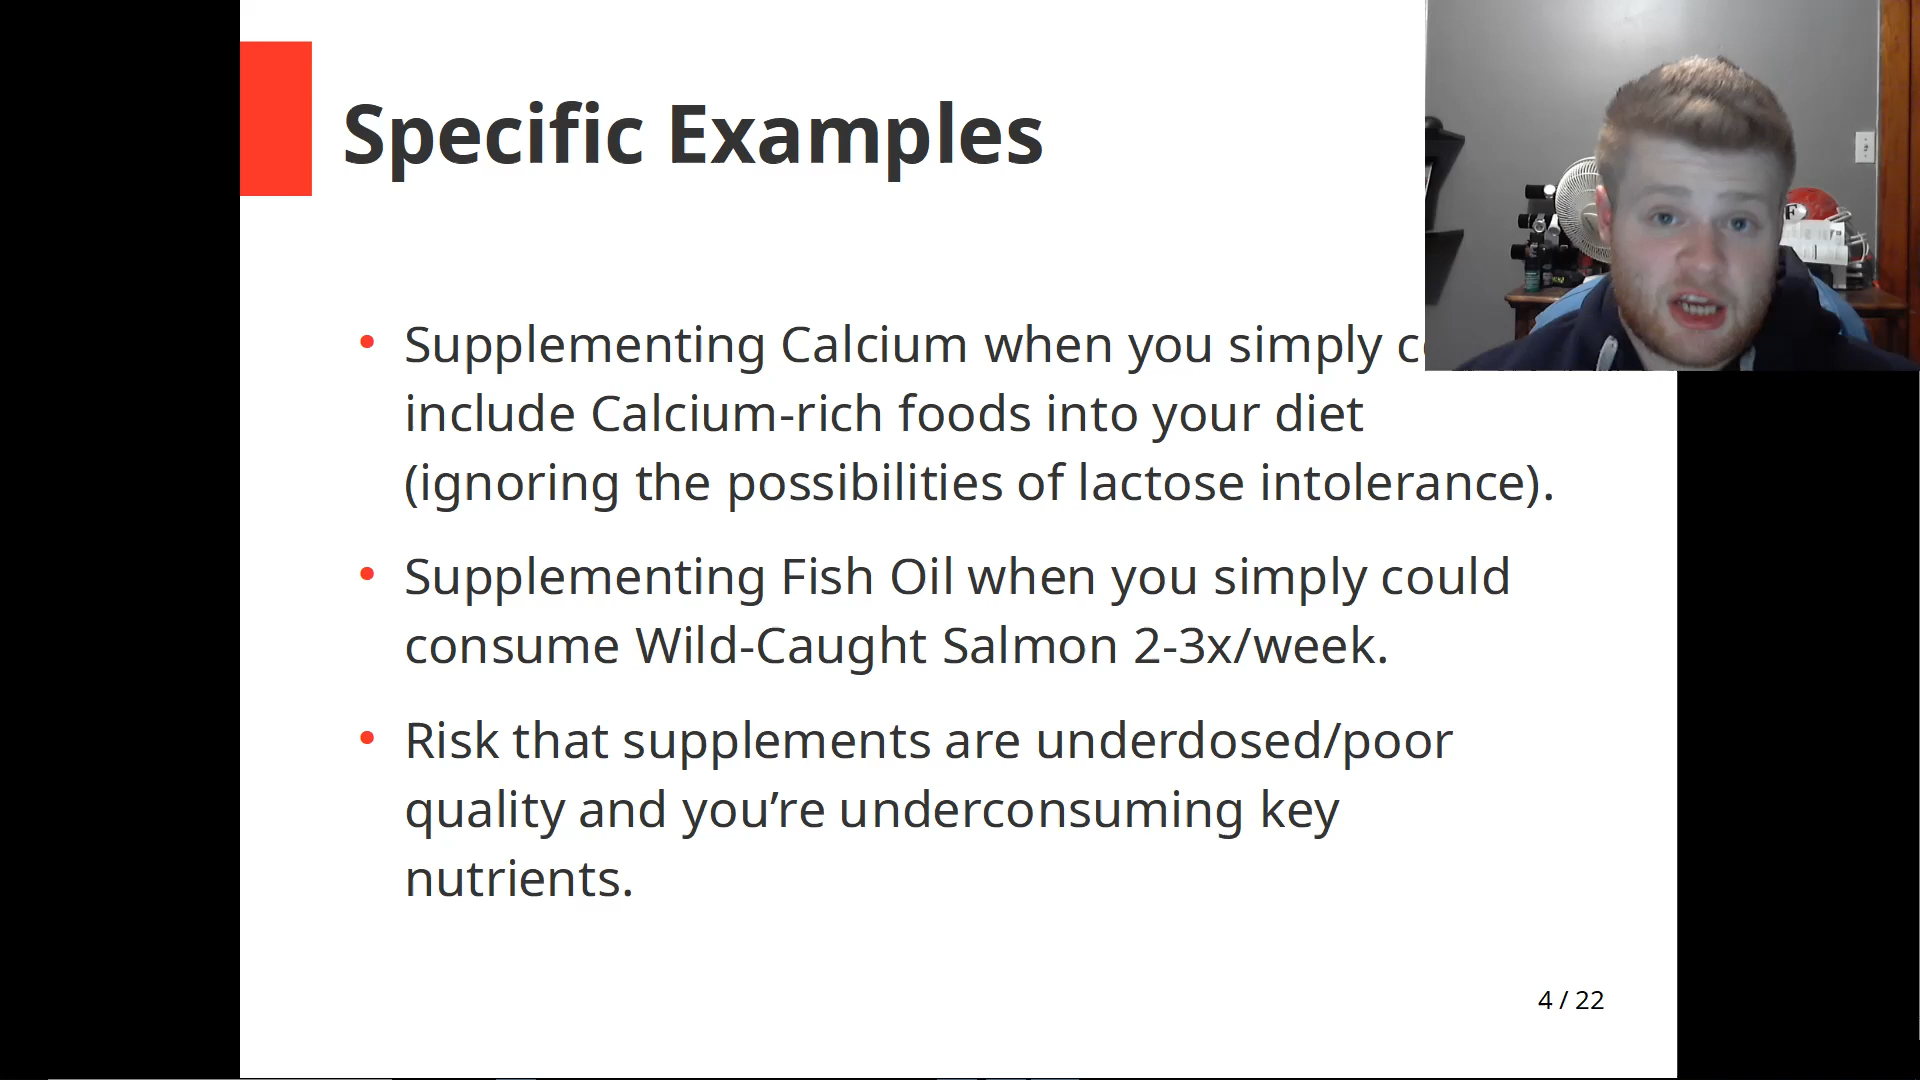 Specific Examples
• Supplementing Calcium when you simply
include Calcium-rich foods into your diet
(ignoring the possibilities of lactose intolerance).
• Supplementing Fish Oil when you simply could
consume Wild-Caught Salmon 2-3x/week.
• Risk that supplements are underdosed/poor
quality and you’re underconsuming key
nutrients.
4 / 22
F